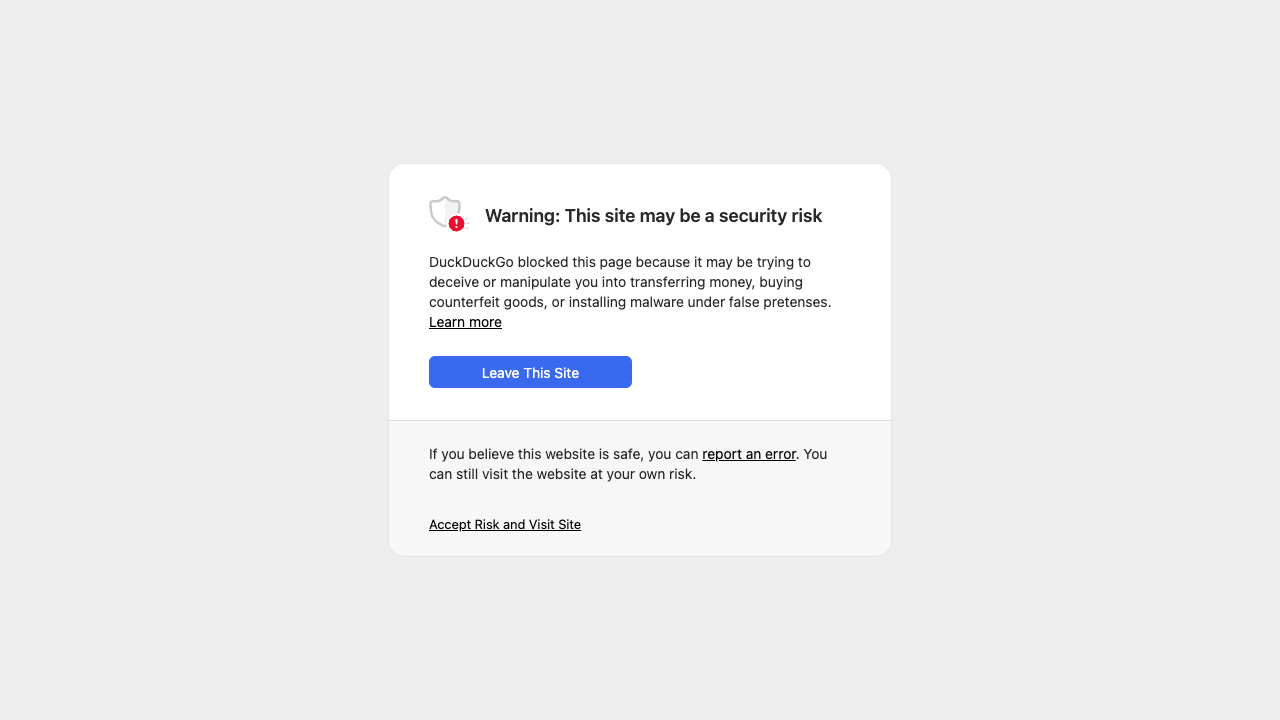 Warning: This site may be a security risk
DuckDuckGo blocked this page because it may be trying to
deceive or manipulate you into transferring money, buying
counterfeit goods, or installing malware under false pretenses.
Learn more
Leave This Site
If you believe this website is safe, you can report an error. You
can still visit the website at your own risk.
Accept Risk and Visit Site